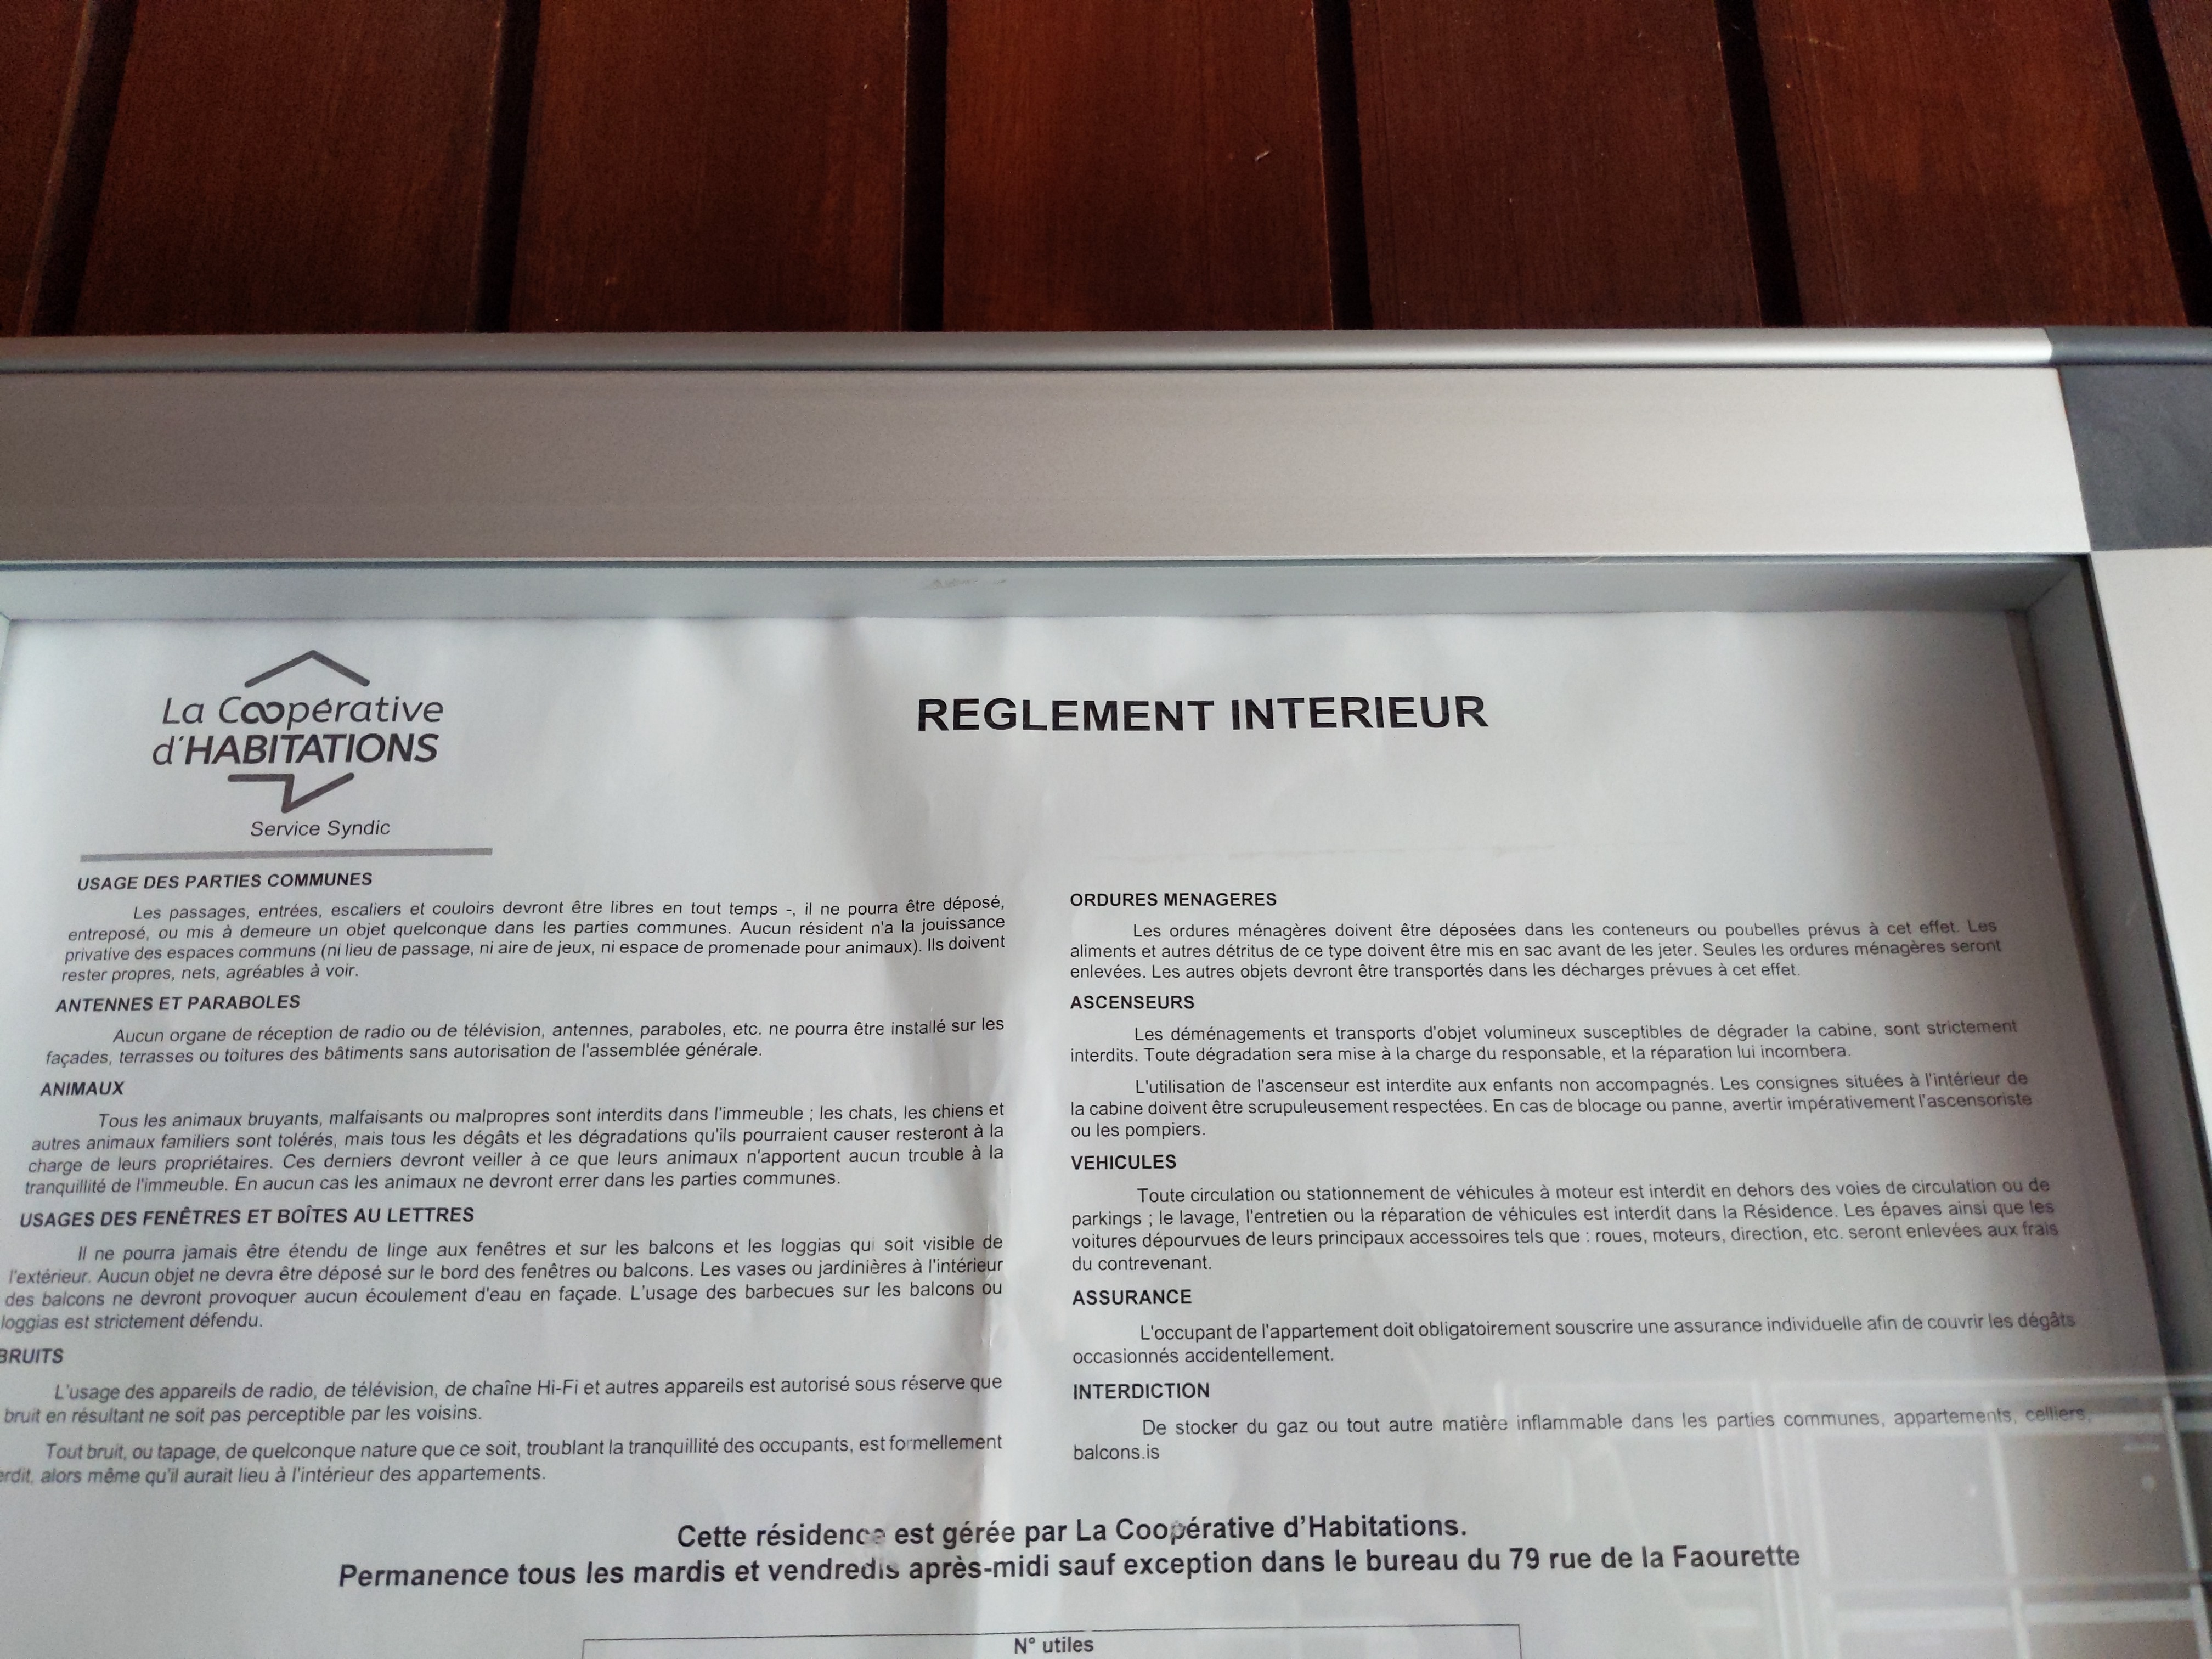 La Coopérative
d'HABITATIONS
Service Syndic
REGLEMENT INTERIEUR
USAGE DES PARTIES COMMUNES
Les passages, entrées, escaliers et couloirs devront être libres en tout temps -, il ne pourra être déposé,
entreposé, ou mis à demeure un objet quelconque dans les parties communes. Aucun résident n'a la jouissance
privative des espaces communs (ni lieu de passage, ni aire de jeux, ni espace de promenade pour animaux). Ils doivent
rester propres, nets, agréables à voir.
ANTENNES ET PARABOLES
Aucun organe de réception de radio ou de télévision, antennes, paraboles, etc. ne pourra être installé sur les
façades, terrasses ou toitures des bâtiments sans autorisation de l'assemblée générale.
ANIMAUX
Tous les animaux bruyants, malfaisants ou malpropres sont interdits dans l'immeuble ; les chats, les chiens et
autres animaux familiers sont tolérés, mais tous les dégâts et les dégradations qu'ils pourraient causer resteront à la
charge de leurs propriétaires. Ces derniers devront veiller à ce que leurs animaux n'apportent aucun trouble à la
tranquillité de l'immeuble. En aucun cas les animaux ne devront errer dans les parties communes.
USAGES DES FENÊTRES ET BOÎTES AU LETTRES
Il ne pourra jamais être étendu de linge aux fenêtres et sur les balcons et les loggias qui soit visible de
l'extérieur. Aucun objet ne devra être déposé sur le bord des fenêtres ou balcons. Les vases ou jardinières à l'intérieur
des balcons ne devront provoquer aucun écoulement d'eau en façade. L'usage des barbecues sur les balcons ou
loggias est strictement défendu.
BRUITS
L'usage des appareils de radio, de télévision, de chaîne Hi-Fi et autres appareils est autorisé sous réserve que
bruit en résultant ne soit pas perceptible par les voisins.
Tout bruit, ou tapage, de quelconque nature que ce soit, troublant la tranquillité des occupants, est formellement
erdit, alors même qu'il aurait lieu à l'intérieur des appartements.
ORDURES MENAGERES
Les ordures ménagères doivent être déposées dans les conteneurs ou poubelles prévus à cet effet. Les
aliments et autres détritus de ce type doivent être mis en sac avant de les jeter. Seules les ordures ménagères seront
enlevées. Les autres objets devront être transportés dans les décharges prévues à cet effet.
ASCENSEURS
Les déménagements et transports d'objet volumineux susceptibles de dégrader la cabine, sont strictement
interdits. Toute dégradation sera mise à la charge du responsable, et la réparation lui incombera.
L'utilisation de l'ascenseur est interdite aux enfants non accompagnés. Les consignes situées à l'intérieur de
la cabine doivent être scrupuleusement respectées. En cas de blocage ou panne, avertir impérativement l'ascensoriste
ou les pompiers.
VEHICULES
Toute circulation ou stationnement de véhicules à moteur est interdit en dehors des voies de circulation ou de
parkings ; le lavage, l'entretien ou la réparation de véhicules est interdit dans la Résidence. Les épaves ainsi que les
voitures dépourvues de leurs principaux accessoires tels que : roues, moteurs, direction, etc. seront enlevées aux frais
du contrevenant.
ASSURANCE
L'occupant de l'appartement doit obligatoirement souscrire une assurance individuelle afin de couvrir les dégâts
occasionnés accidentellement.
INTERDICTION
De stocker du gaz ou tout autre matière inflammable dans les parties communes, appartements, celliers,
balcons.is
Cette résidence est gérée par La Coopérative d'Habitations.
Permanence tous les mardis et vendredis après-midi sauf exception dans le bureau du 79 rue de la Faourette
N° utiles